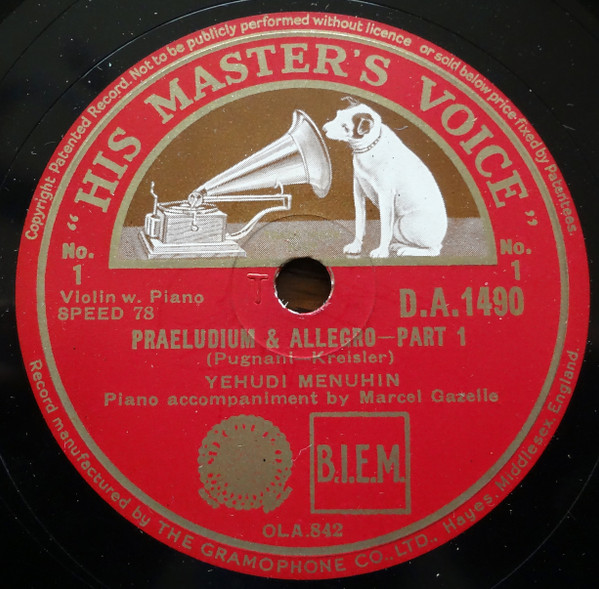 Copyright Patented Record. Not to be publicly performed without licence or sold below price-fixed by Patentees.
"HIS MASTER'S VOICE"
No.
1
No.
1
Violin w. Piano
SPEED 78
T
D.A.1490
PRAELUDIUM & ALLEGRO—PART 1
(Pugnani Kreisler)
YEHUDI MENUHIN
Piano accompaniment by Marcel Gazelle
B.I.E.M.
OLA.842
Record manufactured by THE GRAMOPHONE CO., LTD., Hayes, Middlesex, England.